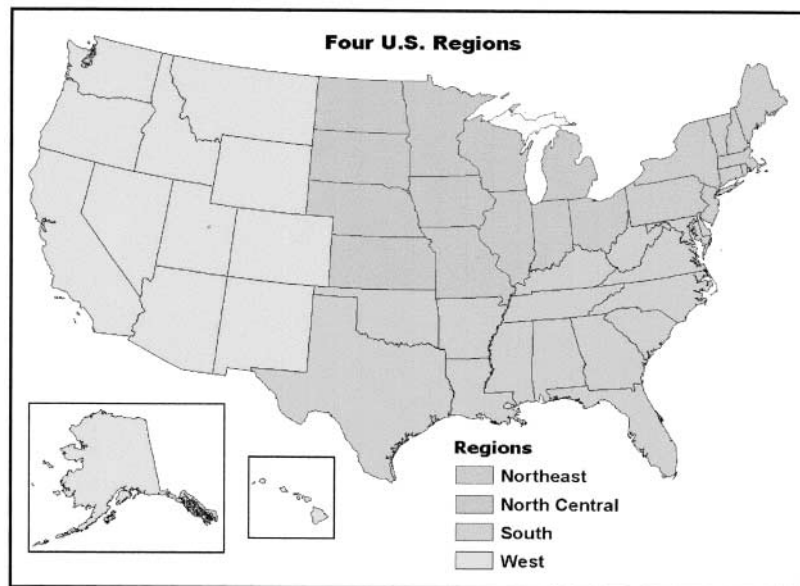 Four U.S. Regions
Regions
Northeast
North Central
South
West